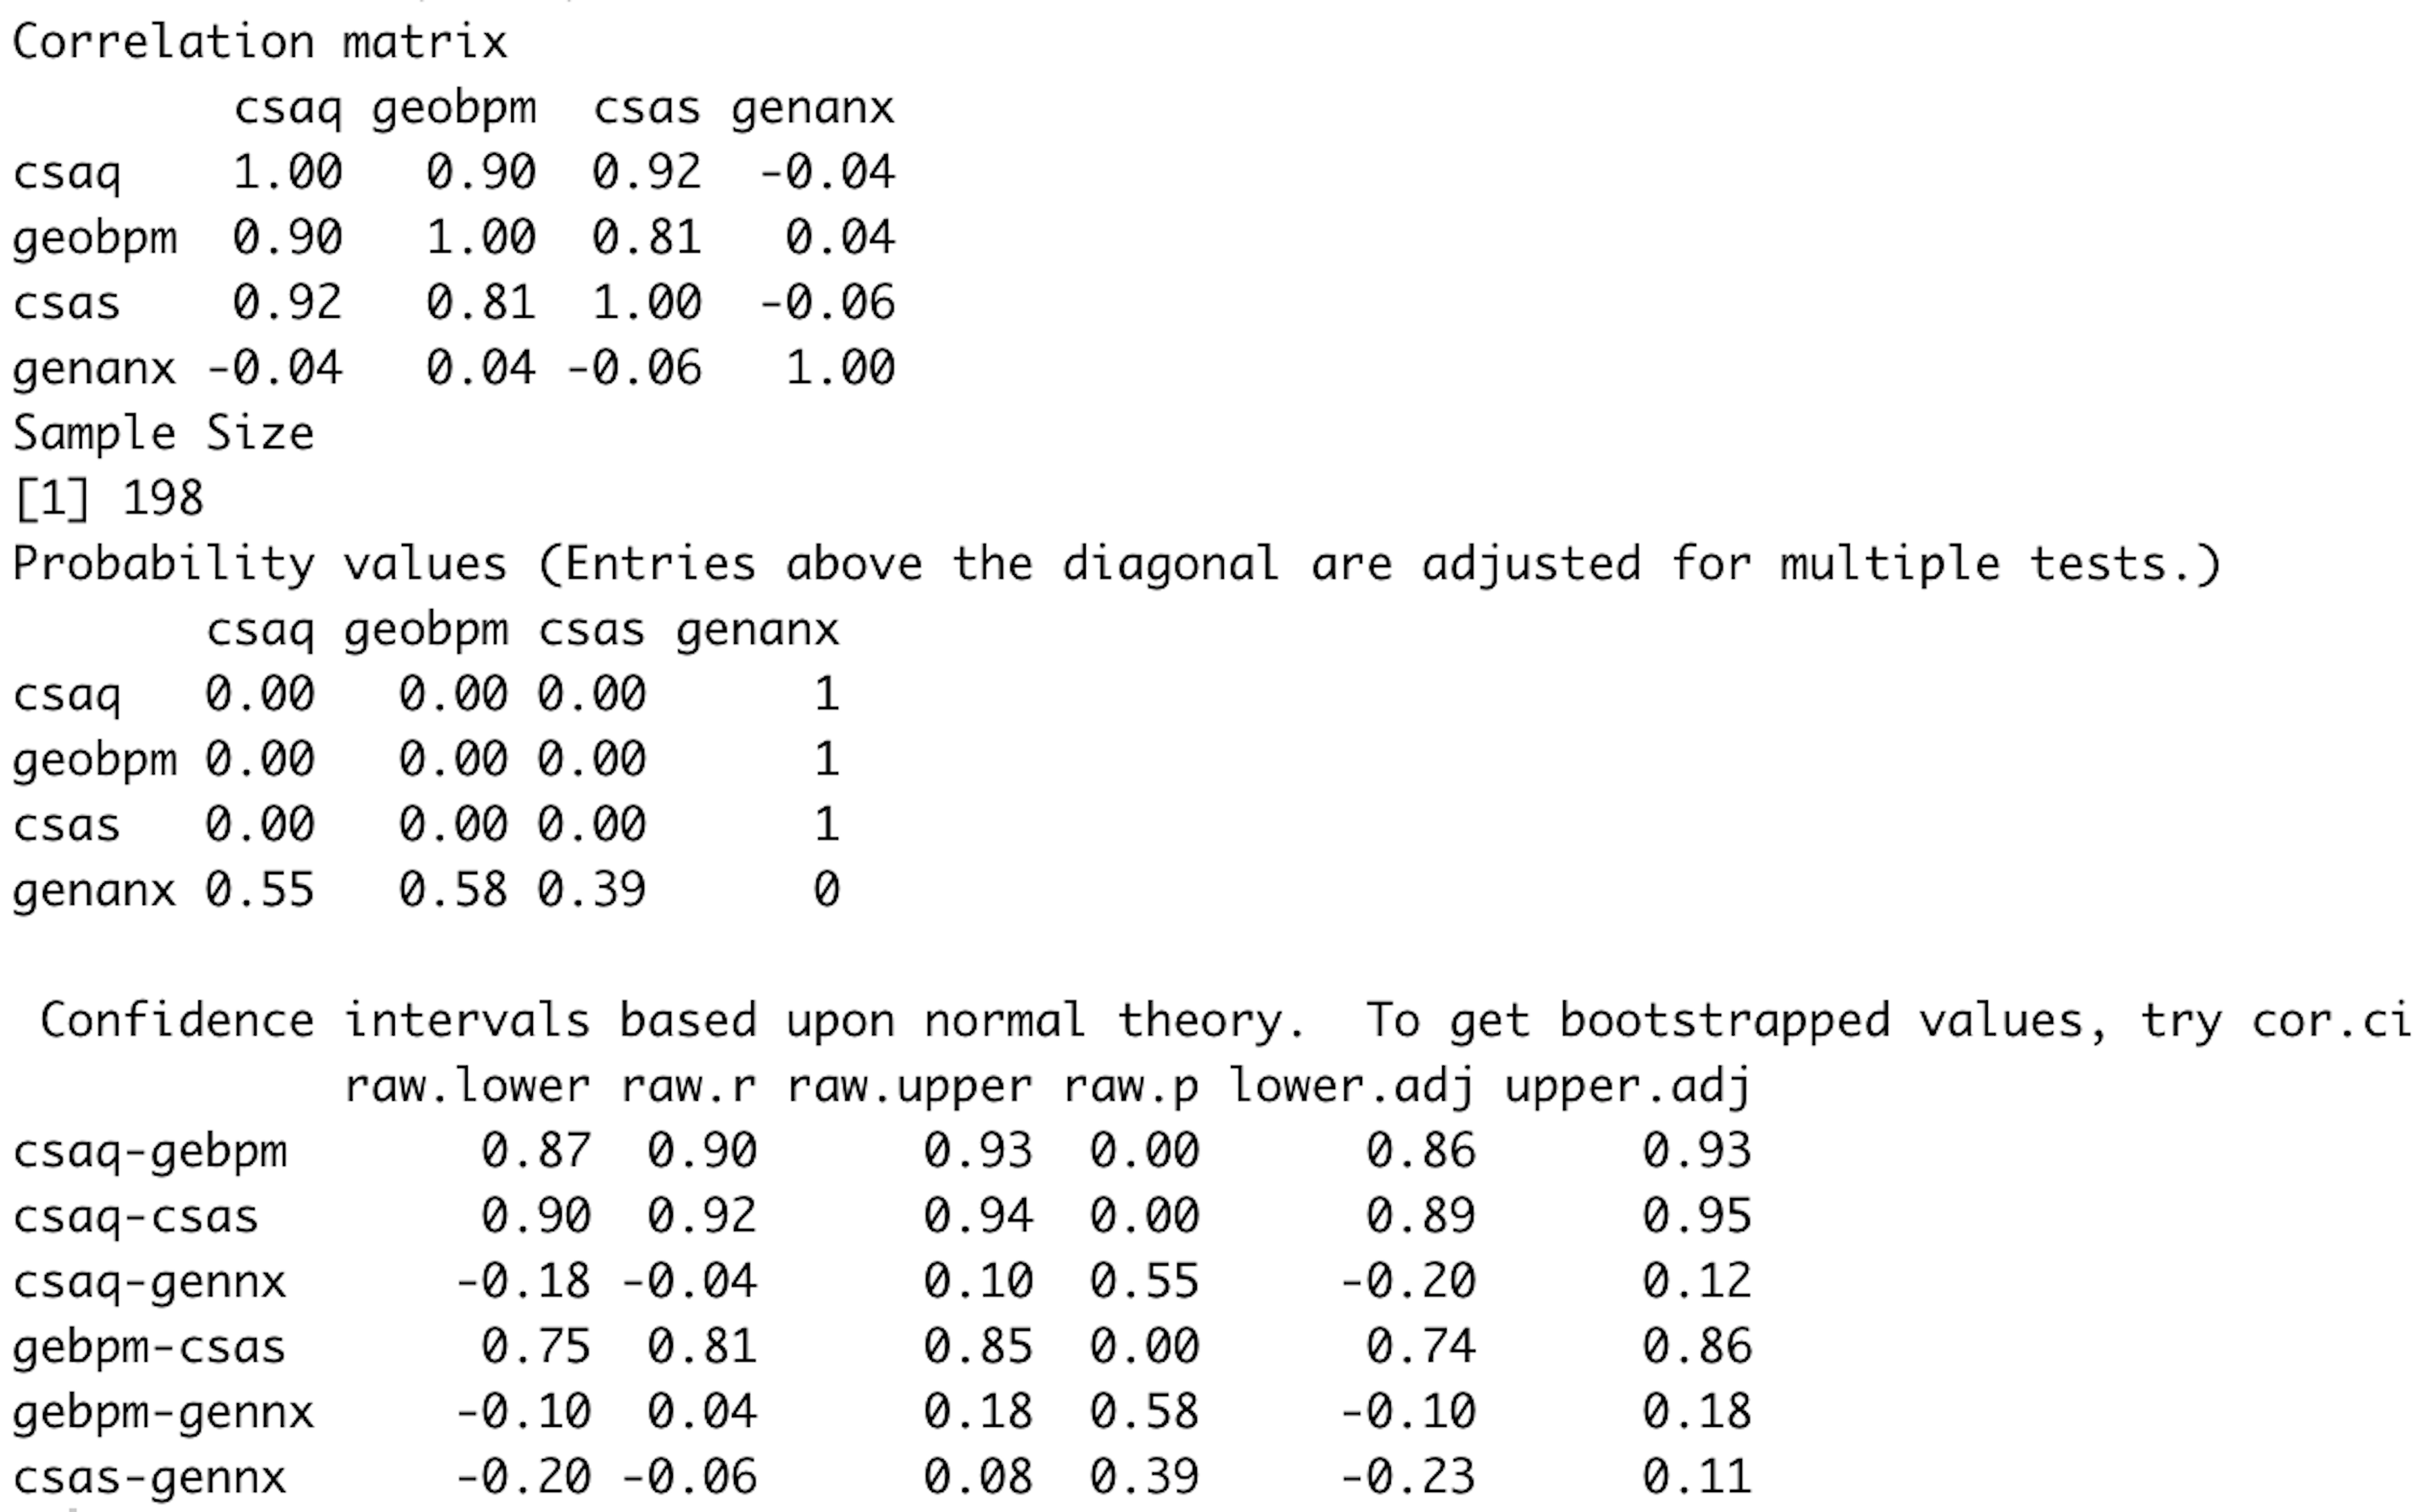 Correlation matrix
        csaq geobpm  csas genanx
csaq    1.00   0.90  0.92  -0.04
geobpm  0.90   1.00  0.81   0.04
csas    0.92   0.81  1.00  -0.06
genanx -0.04   0.04 -0.06   1.00
Sample Size
[1] 198
Probability values (Entries above the diagonal are adjusted for multiple tests.)
       csaq geobpm csas genanx
csaq   0.00   0.00 0.00      1
geobpm 0.00   0.00 0.00      1
csas   0.00   0.00 0.00      1
genanx 0.55   0.58 0.39      0
 Confidence intervals based upon normal theory.  To get bootstrapped values, try cor.ci
            raw.lower raw.r raw.upper raw.p lower.adj upper.adj
csaq-gebpm       0.87  0.90      0.93  0.00      0.86      0.93
csaq-csas        0.90  0.92      0.94  0.00      0.89      0.95
csaq-gennx      -0.18 -0.04      0.10  0.55     -0.20      0.12
gebpm-csas       0.75  0.81      0.85  0.00      0.74      0.86
gebpm-gennx     -0.10  0.04      0.18  0.58     -0.10      0.18
csas-gennx      -0.20 -0.06      0.08  0.39     -0.23      0.11